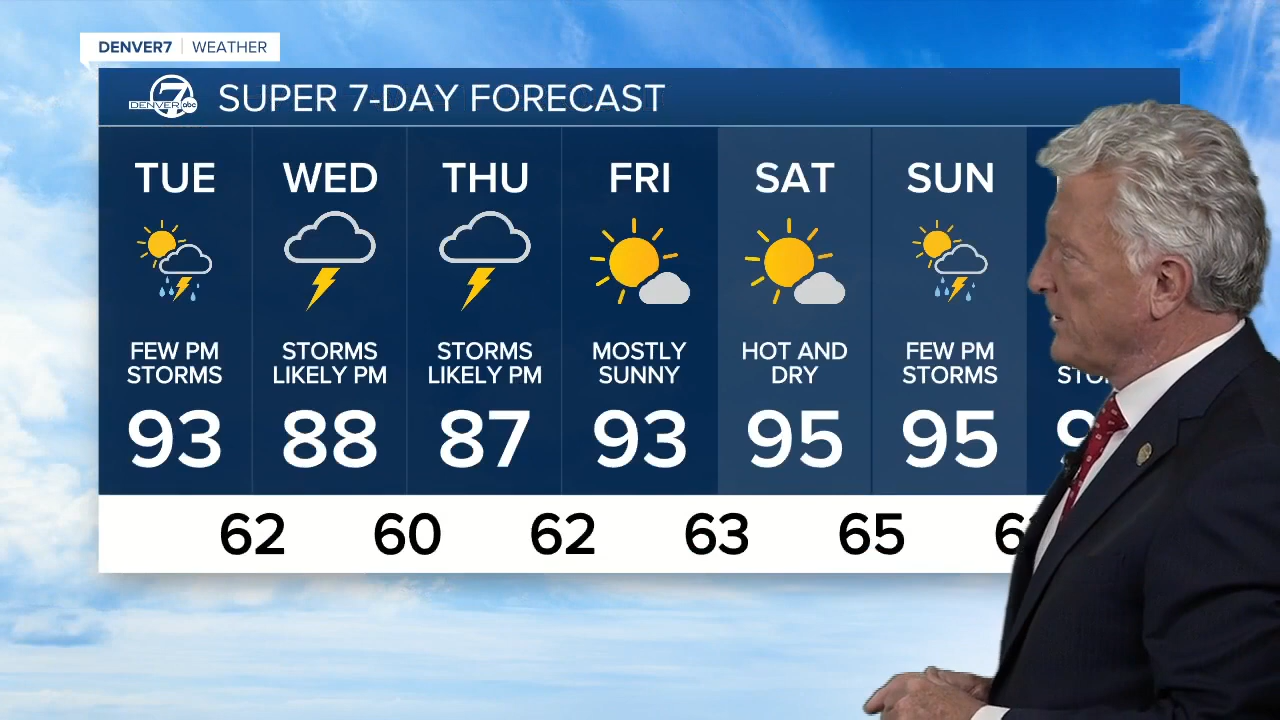 DENVER7 | WEATHER
DENVER 7 abc
SUPER 7-DAY FORECAST
TUE WED THU FRI SAT SUN
FEW PM STORMS STORMS MOSTLY HOT AND FEW PM
STORMS LIKELY PM LIKELY PM SUNNY DRY STORMS
93 88 87 93 95 95
62 60 62 63 65